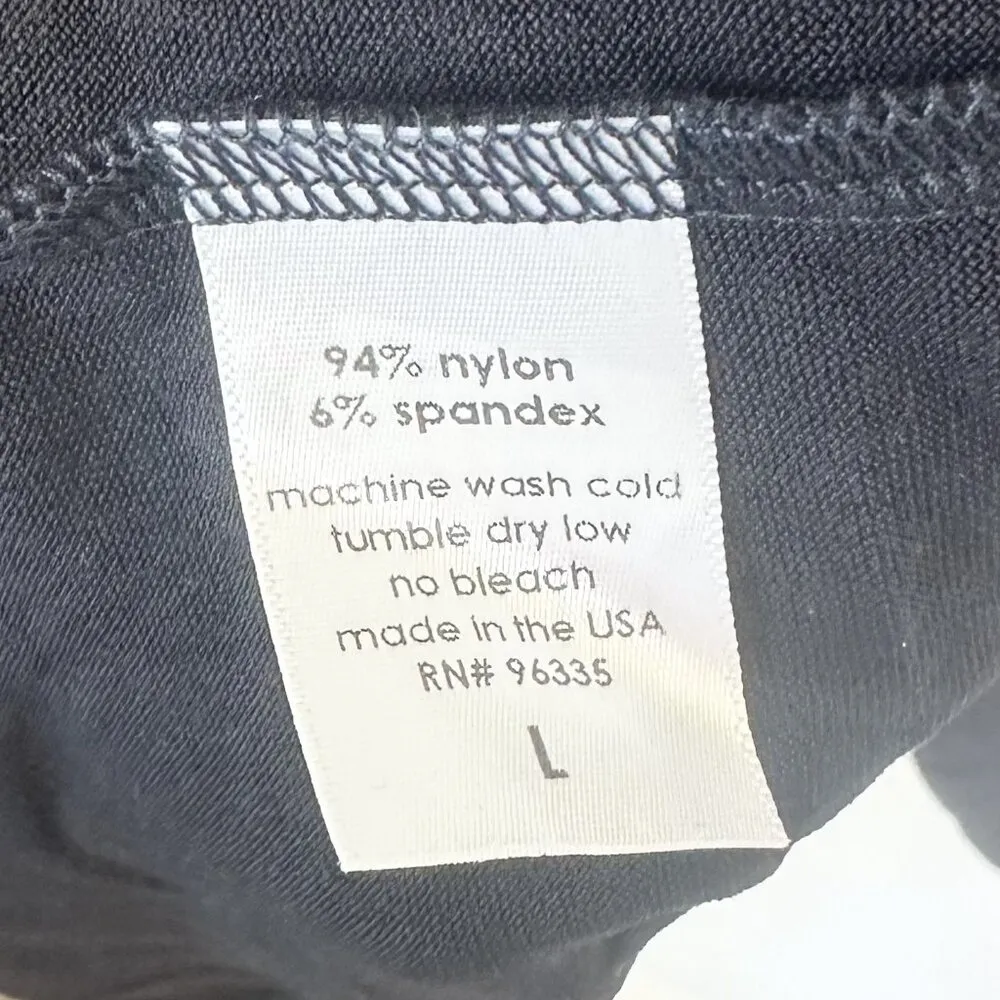 94% nylon
6% spandex
machine wash cold
tumble dry low
no bleach
made in the USA
RN# 96335
L